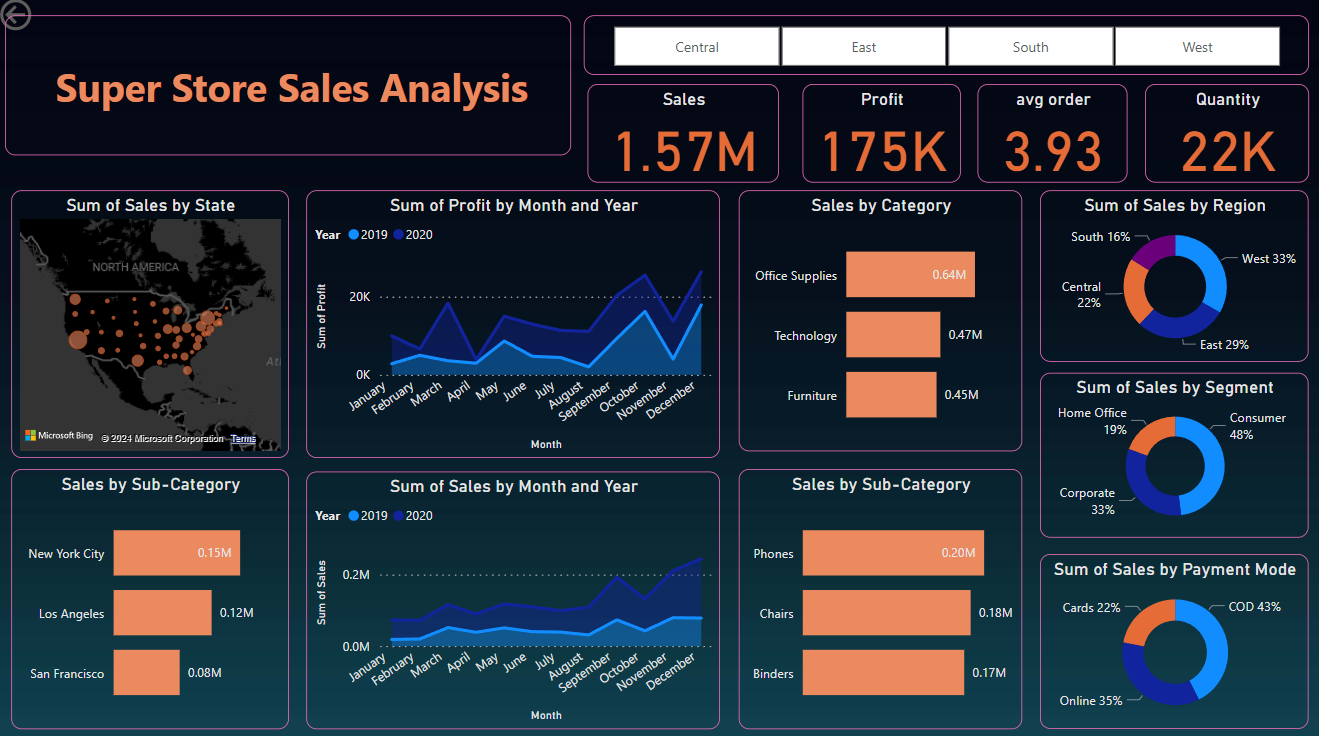 Super Store Sales Analysis
Central
East
South
West
Sales
1.57M
Profit
175K
avg order
3.93
Quantity
22K
Sum of Sales by State
NORTH AMERICA
At
Microsoft Bing
© 2024 Microsoft Corporation Terms
Sum of Profit by Month and Year
Year 2019 2020
Sum of Profit
20K
0K
January
February
March
April
May
June
July
August
September
October
November
December
Month
Sales by Category
Office Supplies 0.64M
Technology 0.47M
Furniture 0.45M
Sum of Sales by Region
South 16%
West 33%
Central
22%
East 29%
Sum of Sales by Segment
Home Office
19%
Consumer
48%
Corporate
33%
Sales by Sub-Category
New York City 0.15M
Los Angeles 0.12M
San Francisco 0.08M
Sum of Sales by Month and Year
Year 2019 2020
Sum of Sales
0.2M
0.0M
January
February
March
April
May
June
July
August
September
October
November
December
Month
Sales by Sub-Category
Phones 0.20M
Chairs 0.18M
Binders 0.17M
Sum of Sales by Payment Mode
Cards 22%
COD 43%
Online 35%